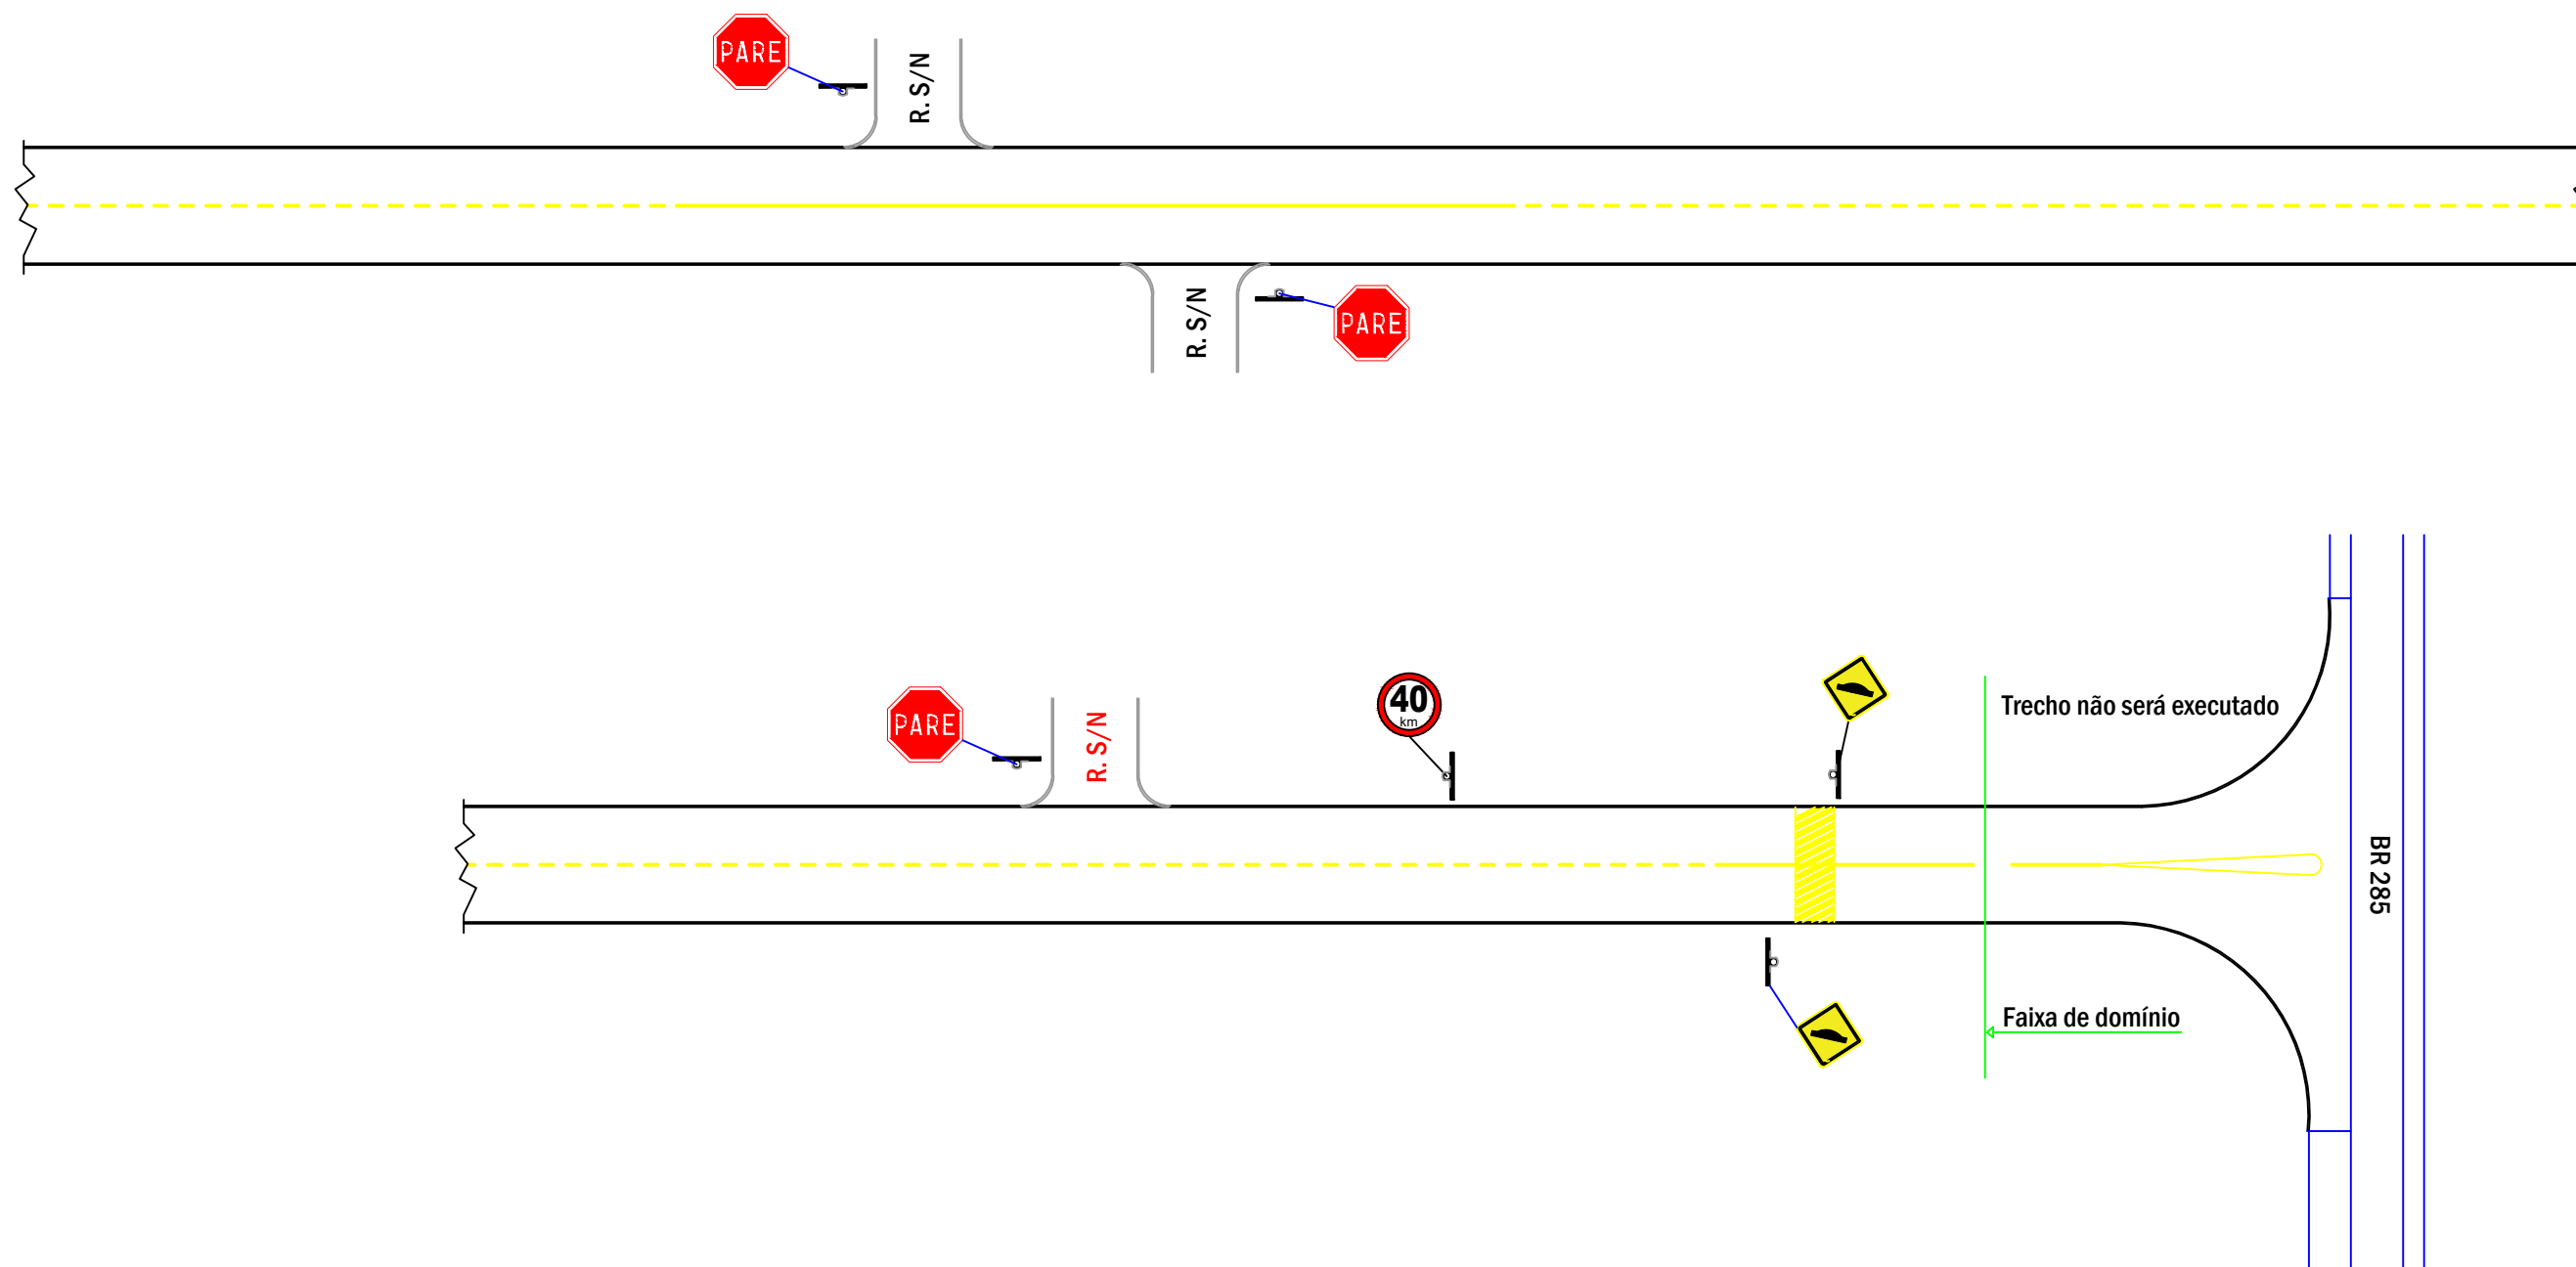 PARE
R. S/N
R. S/N
PARE
PARE
R. S/N
40
km
Trecho não será executado
BR 285
Faixa de domínio